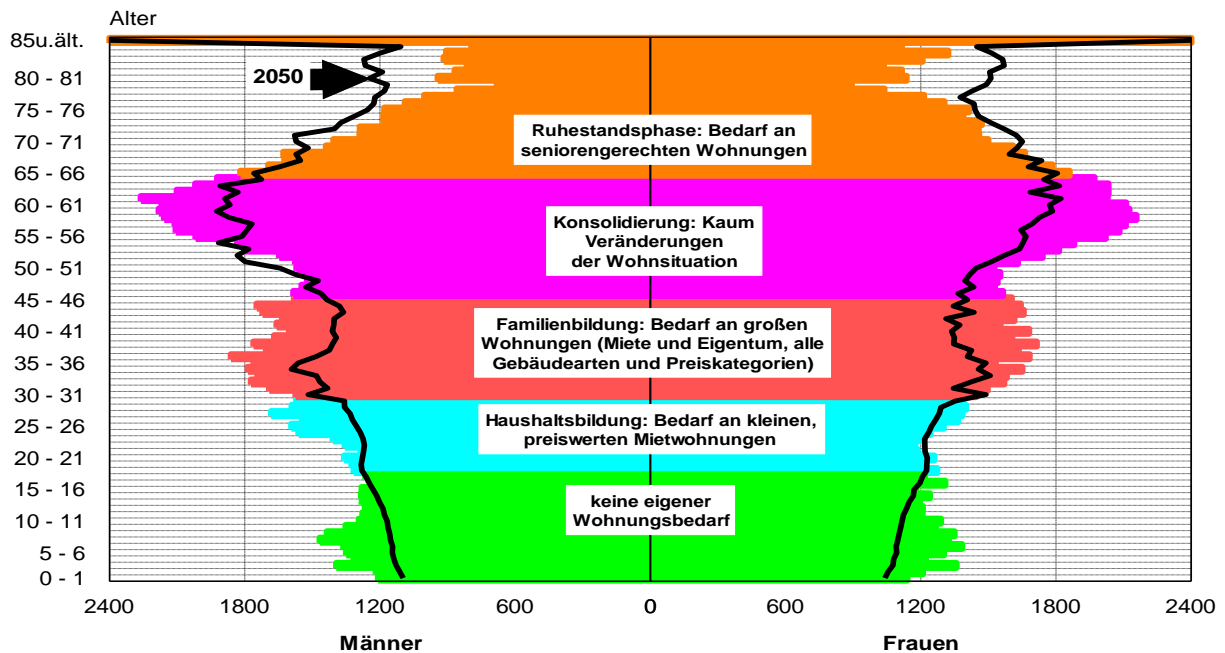 Alter
85u.ält.
80 - 81
75 - 76
70 - 71
65 - 66
60 - 61
55 - 56
50 - 51
45 - 46
40 - 41
35 - 36
30 - 31
25 - 26
20 - 21
15 - 16
10 - 11
5 - 6
0 - 1
2050
Ruhestandsphase: Bedarf an
seniorengerechten Wohnungen
Konsolidierung: Kaum
Veränderungen
der Wohnsituation
Familienbildung: Bedarf an großen
Wohnungen (Miete und Eigentum, alle
Gebäudearten und Preiskategorien)
Haushaltsbildung: Bedarf an kleinen,
preiswerten Mietwohnungen
keine eigener
Wohnungsbedarf
2400 1800 1200 600 0 600 1200 1800 2400
Männer Frauen